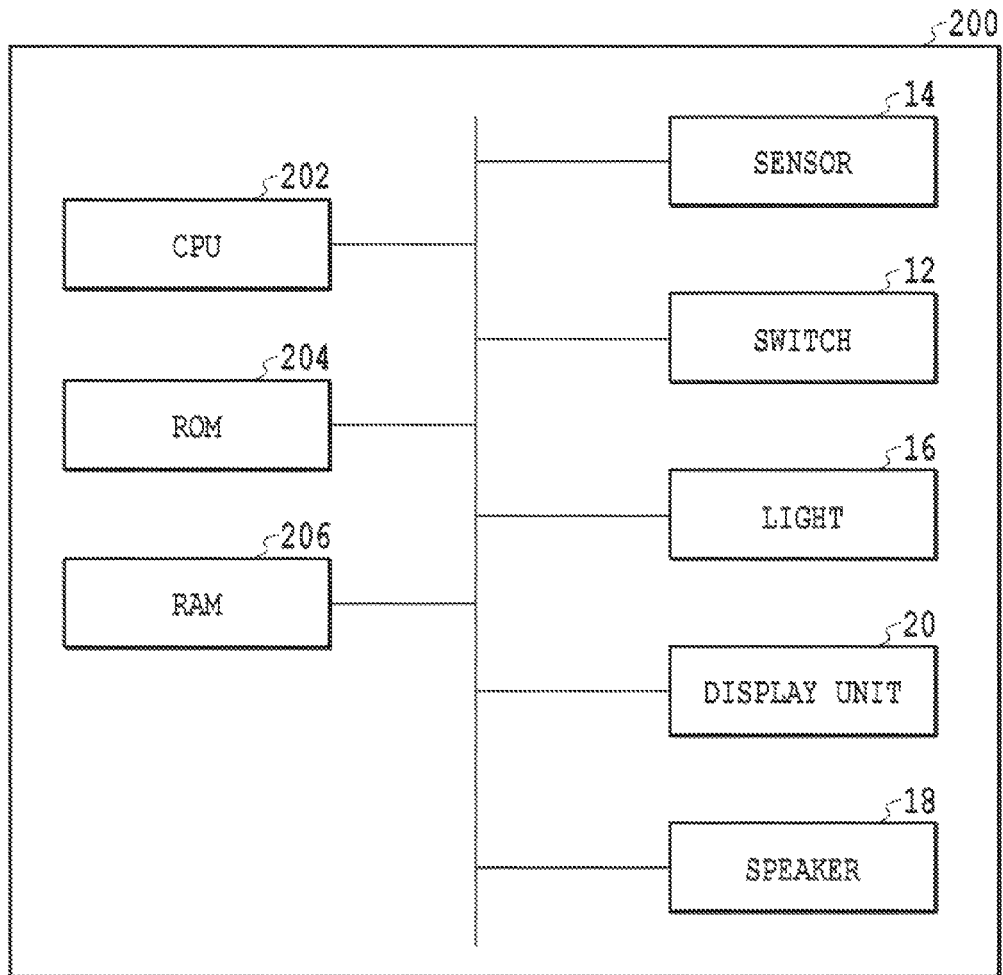 200
14
SENSOR
202
CPU
12
SWITCH
204
ROM
16
LIGHT
206
RAM
20
DISPLAY UNIT
18
SPEAKER